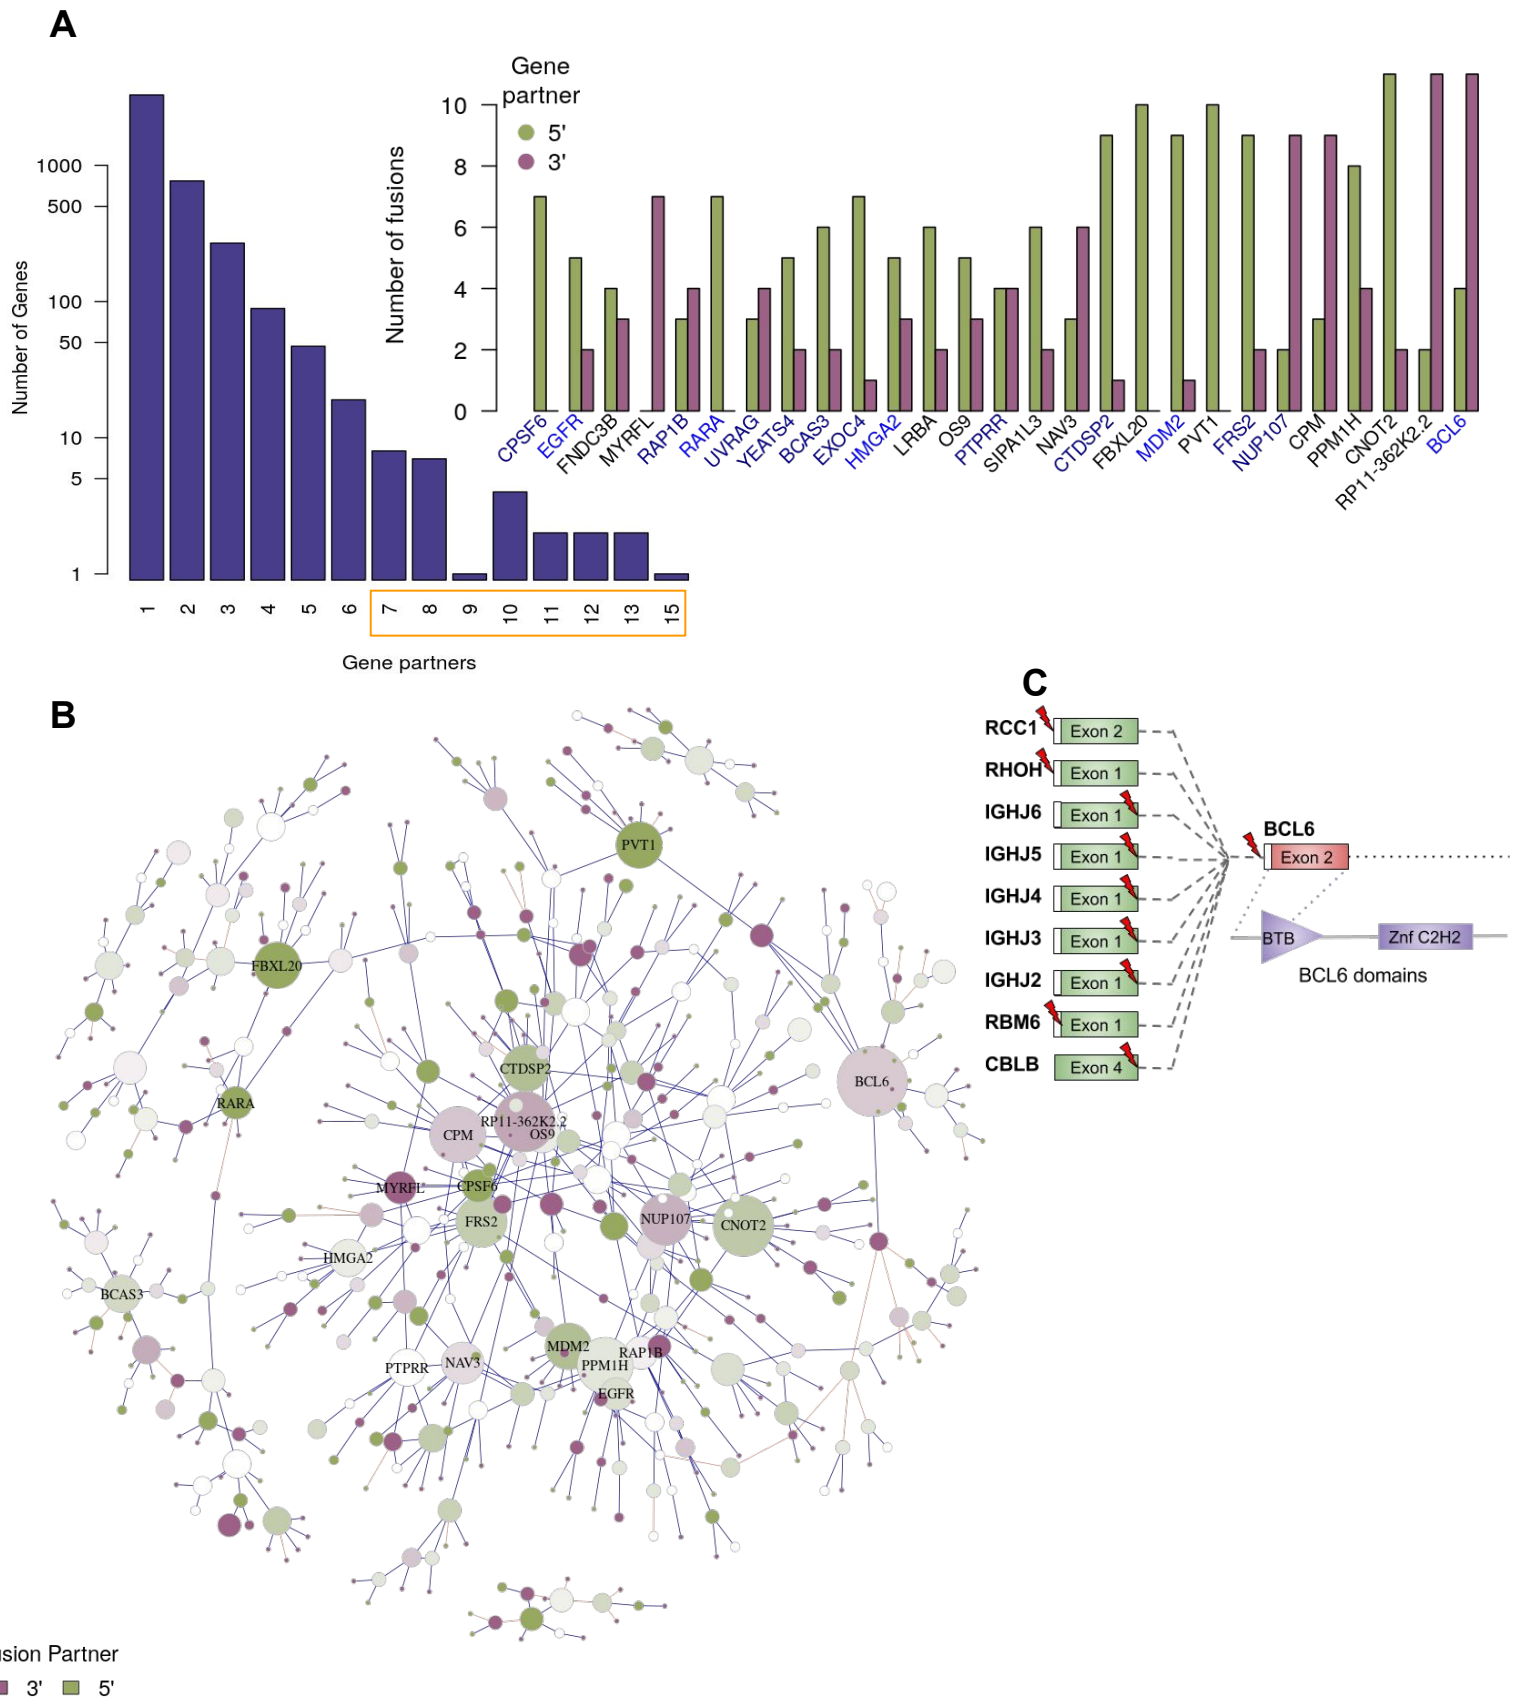 A
Gene
partner
5'
3'
Number of fusions
10
8
6
4
2
0
CPSF6
EGFR
FNDC3B
MYRFL
RAP1B
RARA
UVRAG
YEATS4
BCAS3
EXOC4
HMGA2
LRBA
OS9
PTPRR
SIPA1L3
NAV3
CTDSP2
FBXL20
MDM2
PVT1
FRS2
NUP107
CPM
PPM1H
CNOT2
RP11-362K2.2
BCL6
Number of Genes
1000
500
100
50
10
5
1
1
2
3
4
5
6
7
8
9
10
11
12
13
15
Gene partners
B
PVT1
FBXL20
RARA
CTDSP2
BCL6
RP11-362K2.2
CPM
OS9
MYRFL
CPSF6
FRS2
NUP107
CNOT2
HMGA2
BCAS3
MDM2
RAP1B
PTPRR
NAV3
PPM1H
EGFR
usion Partner
3'
5'
C
RCC1
Exon 2
RHOH
Exon 1
IGHJ6
Exon 1
IGHJ5
Exon 1
IGHJ4
Exon 1
IGHJ3
Exon 1
IGHJ2
Exon 1
RBM6
Exon 1
CBLB
Exon 4
BCL6
Exon 2
BTB
Znf C2H2
BCL6 domains